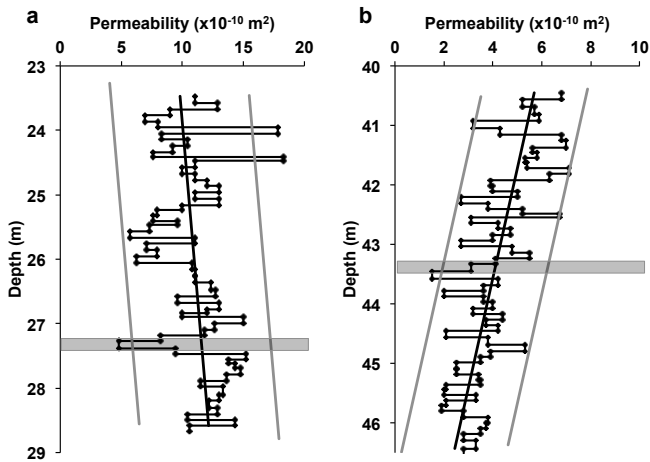 a
Permeability (x10⁻¹⁰ m²)
0 5 10 15 20
Depth (m)
23
24
25
26
27
28
29
b
Permeability (x10⁻¹⁰ m²)
0 2 4 6 8 10
Depth (m)
40
41
42
43
44
45
46